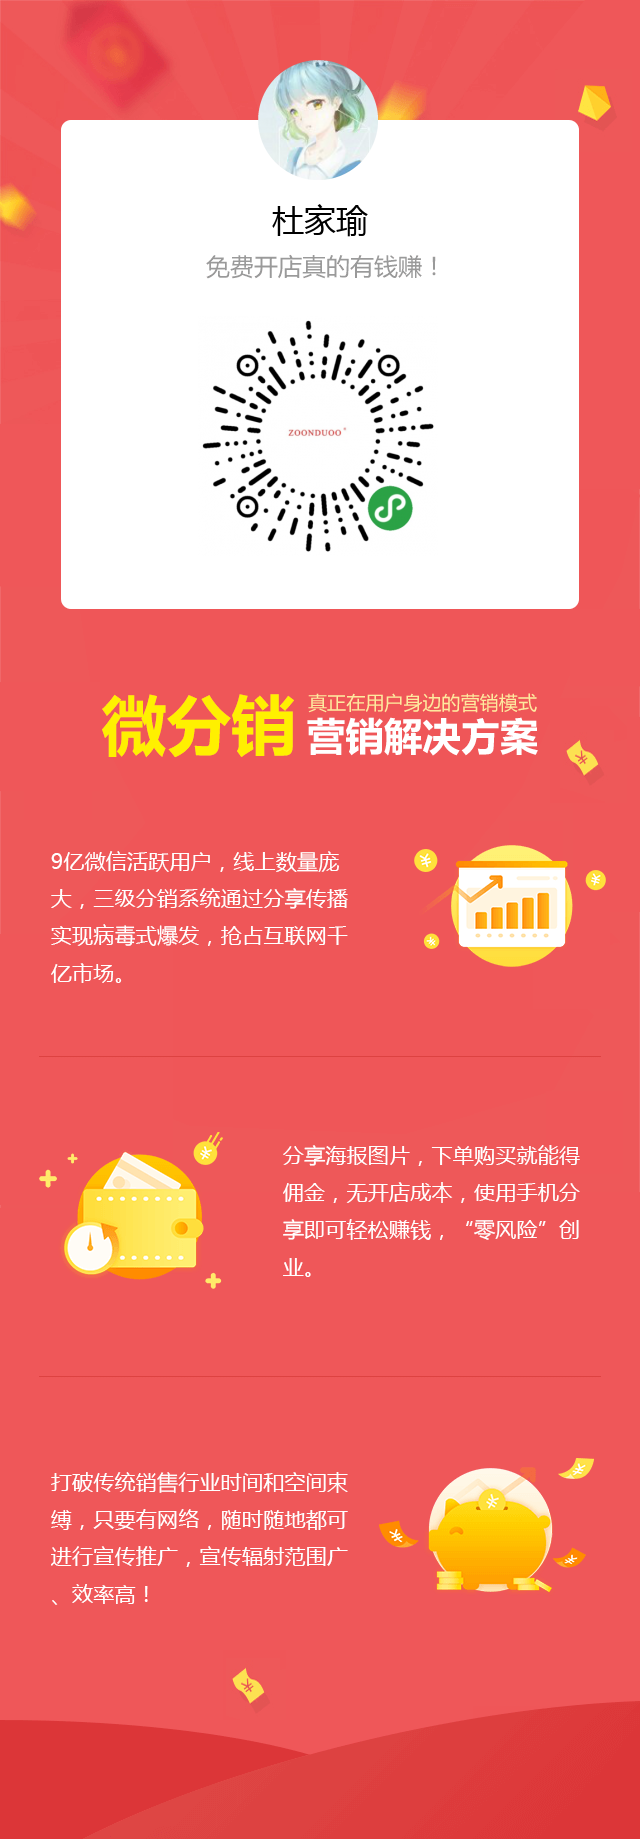 杜家瑜
免费开店真的有钱赚！
ZOONDUOO
微分销
真正在用户身边的营销模式
营销解决方案
9亿微信活跃用户，线上数量庞
大，三级分销系统通过分享传播
实现病毒式爆发，抢占互联网千
亿市场。
分享海报图片，下单购买就能得
佣金，无开店成本，使用手机分
享即可轻松赚钱，“零风险”创
业。
打破传统销售行业时间和空间束
缚，只要有网络，随时随地都可
进行宣传推广，宣传辐射范围广
、效率高！